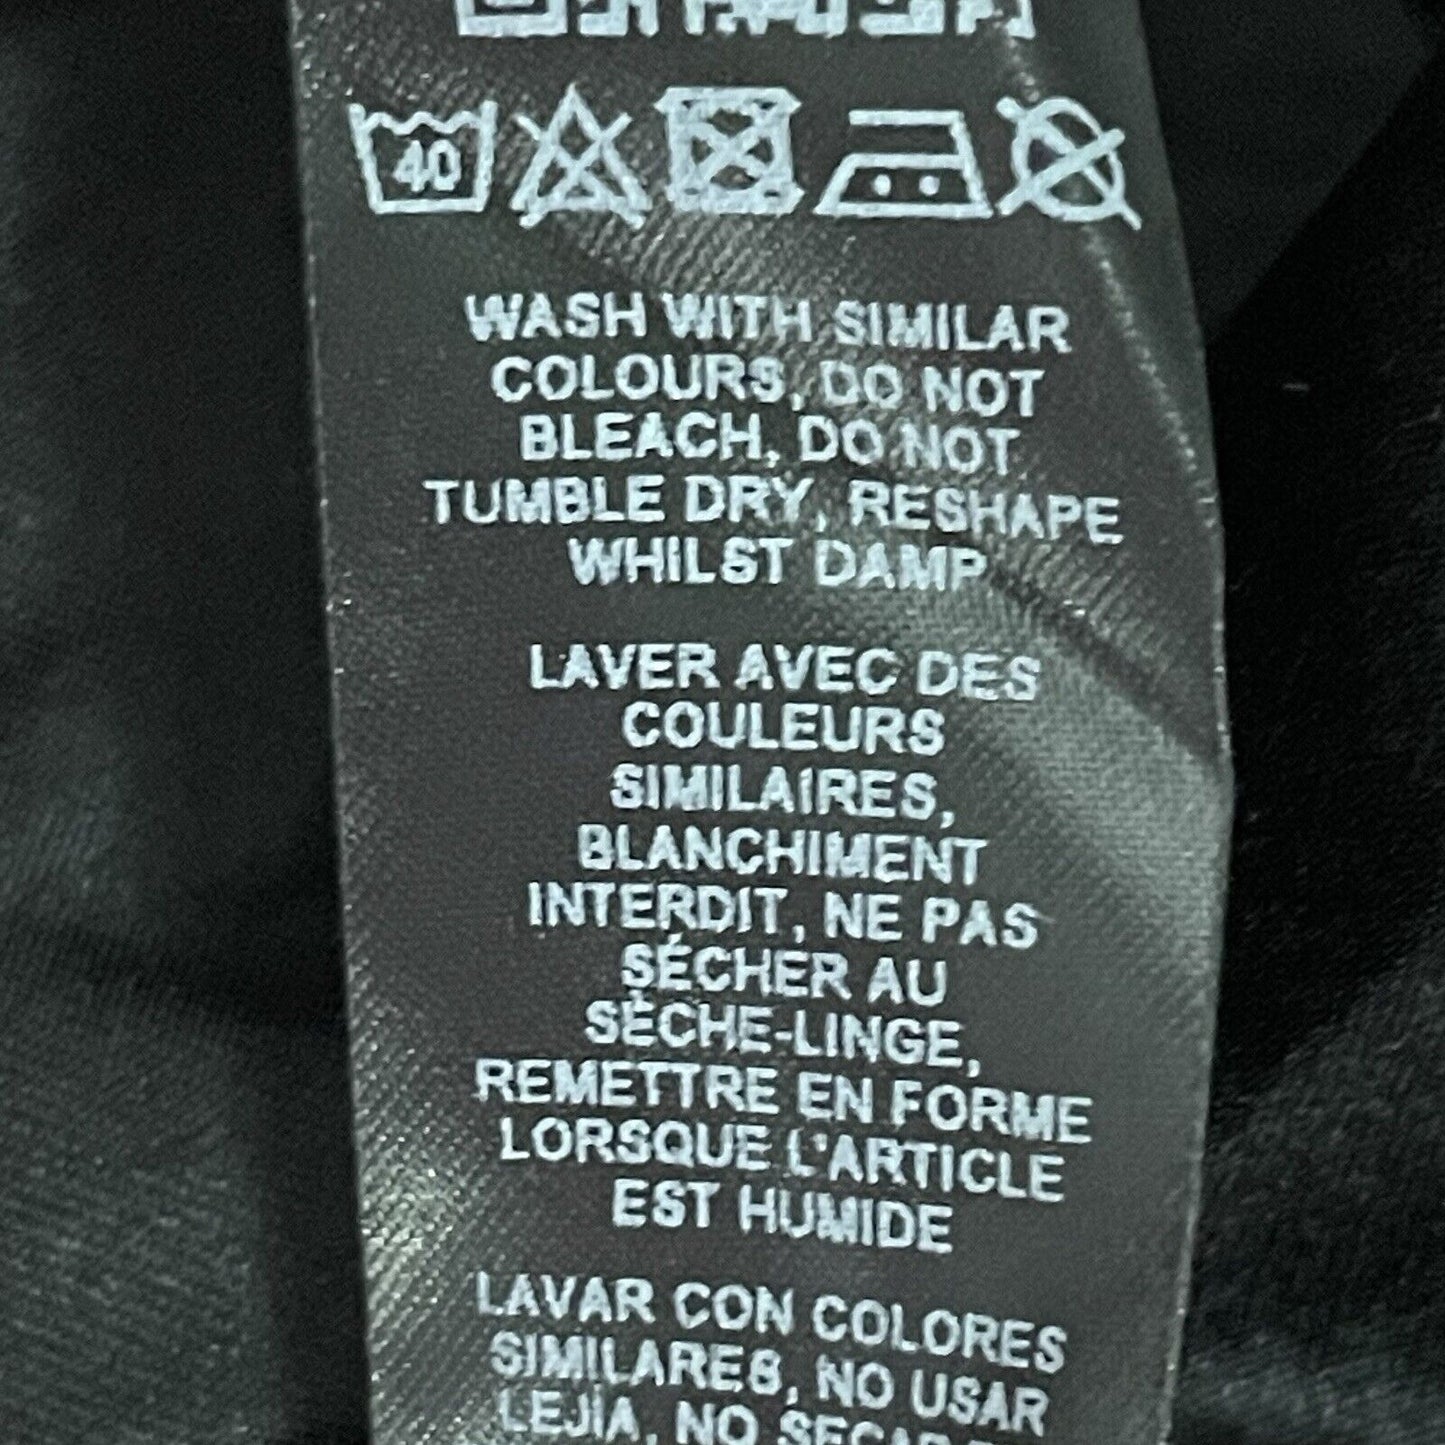 40
WASH WITH SIMILAR
COLOURS, DO NOT
BLEACH, DO NOT
TUMBLE DRY, RESHAPE
WHILST DAMP
LAVER AVEC DES
COULEURS
SIMILAIRES,
BLANCHIMENT
INTERDIT, NE PAS
SÉCHER AU
SÈCHE-LINGE,
REMETTRE EN FORME
LORSQUE L'ARTICLE
EST HUMIDE
LAVAR CON COLORES
SIMILARES, NO USAR
LEJÍA, NO